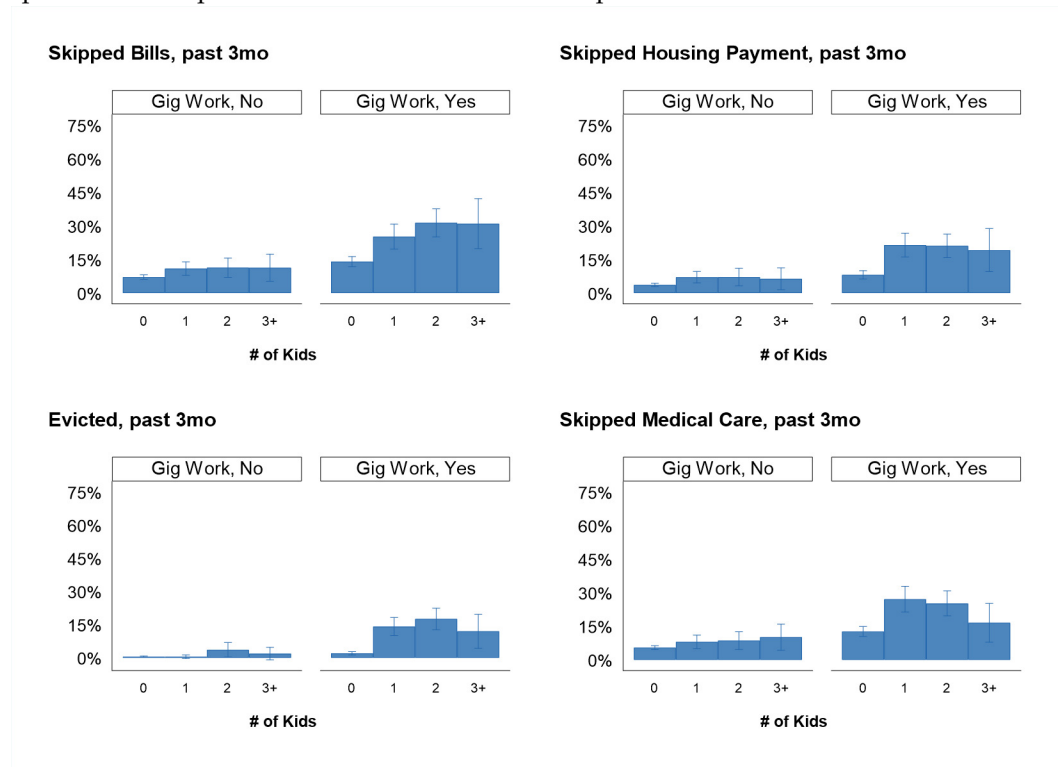 Skipped Bills, past 3mo
Gig Work, No
Gig Work, Yes
75%
60%
45%
30%
15%
0%
0 1 2 3+ 0 1 2 3+
# of Kids
Skipped Housing Payment, past 3mo
Gig Work, No
Gig Work, Yes
75%
60%
45%
30%
15%
0%
0 1 2 3+ 0 1 2 3+
# of Kids
Evicted, past 3mo
Gig Work, No
Gig Work, Yes
75%
60%
45%
30%
15%
0%
0 1 2 3+ 0 1 2 3+
# of Kids
Skipped Medical Care, past 3mo
Gig Work, No
Gig Work, Yes
75%
60%
45%
30%
15%
0%
0 1 2 3+ 0 1 2 3+
# of Kids